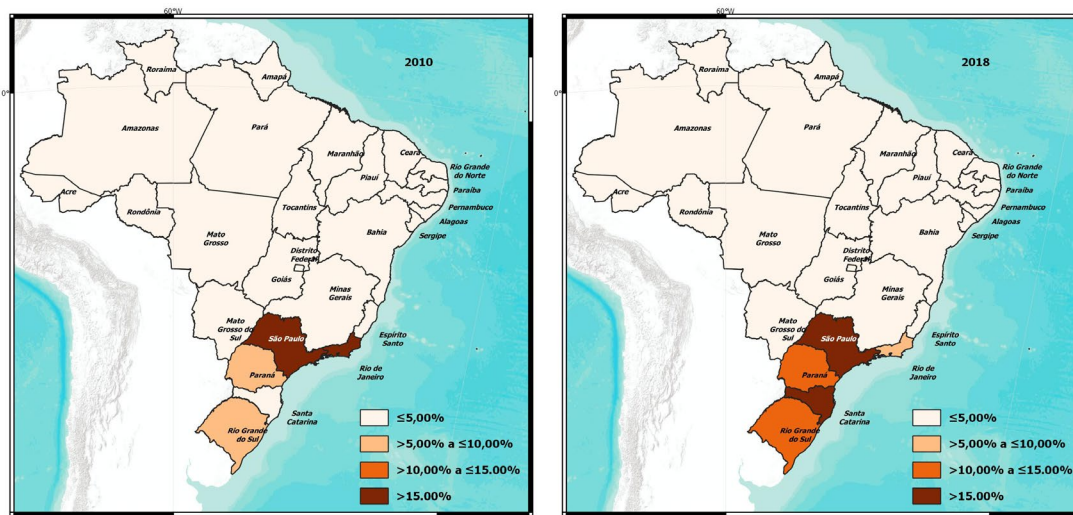 60°W
2010
0°
Roraima
Amapá
Amazonas
Pará
Maranhão
Ceará
Rio Grande
do Norte
Piauí
Paraíba
Acre
Pernambuco
Tocantins
Alagoas
Rondônia
Sergipe
Bahia
Mato
Grosso
Distrito
Federal
Goiás
Minas
Gerais
Mato
Grosso do
Sul
São Paulo
Espírito
Santo
Rio de
Janeiro
Paraná
Santa
Catarina
Rio Grande
do Sul
≤5,00%
>5,00% a ≤10,00%
>10,00% a ≤15.00%
>15.00%
60°W
2018
0°
Roraima
Amapá
Amazonas
Pará
Maranhão
Ceará
Rio Grande
do Norte
Piauí
Paraíba
Acre
Pernambuco
Tocantins
Alagoas
Rondônia
Sergipe
Bahia
Mato
Grosso
Distrito
Federal
Goiás
Minas
Gerais
Mato
Grosso do
Sul
São Paulo
Espírito
Santo
Rio de
Janeiro
Paraná
Santa
Catarina
Rio Grande
do Sul
≤5,00%
>5,00% a ≤10,00%
>10,00% a ≤15.00%
>15.00%